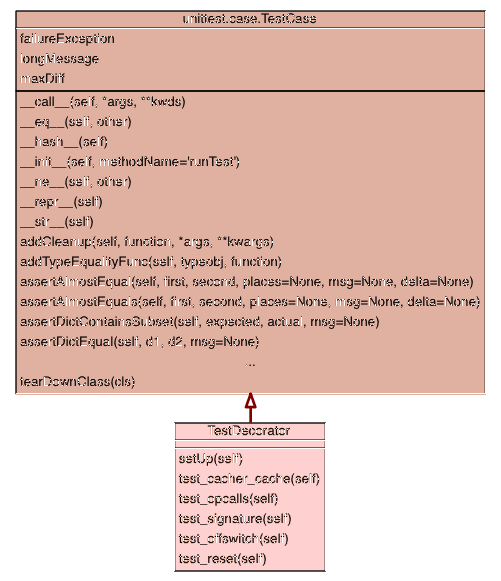 unittest.case.TestCase
failureException
longMessage
maxDiff
__call__(self, *args, **kwds)
__eq__(self, other)
__hash__(self)
__init__(self, methodName='runTest')
__ne__(self, other)
__repr__(self)
__str__(self)
addCleanup(self, function, *args, **kwargs)
addTypeEqualityFunc(self, typeobj, function)
assertAlmostEqual(self, first, second, places=None, msg=None, delta=None)
assertAlmostEquals(self, first, second, places=None, msg=None, delta=None)
assertDictContainsSubset(self, expected, actual, msg=None)
assertDictEqual(self, d1, d2, msg=None)
...
tearDownClass(cls)
TestDecorator
setUp(self)
test_cacher_cache(self)
test_cpcalls(self)
test_signature(self)
test_offswitch(self)
test_reset(self)